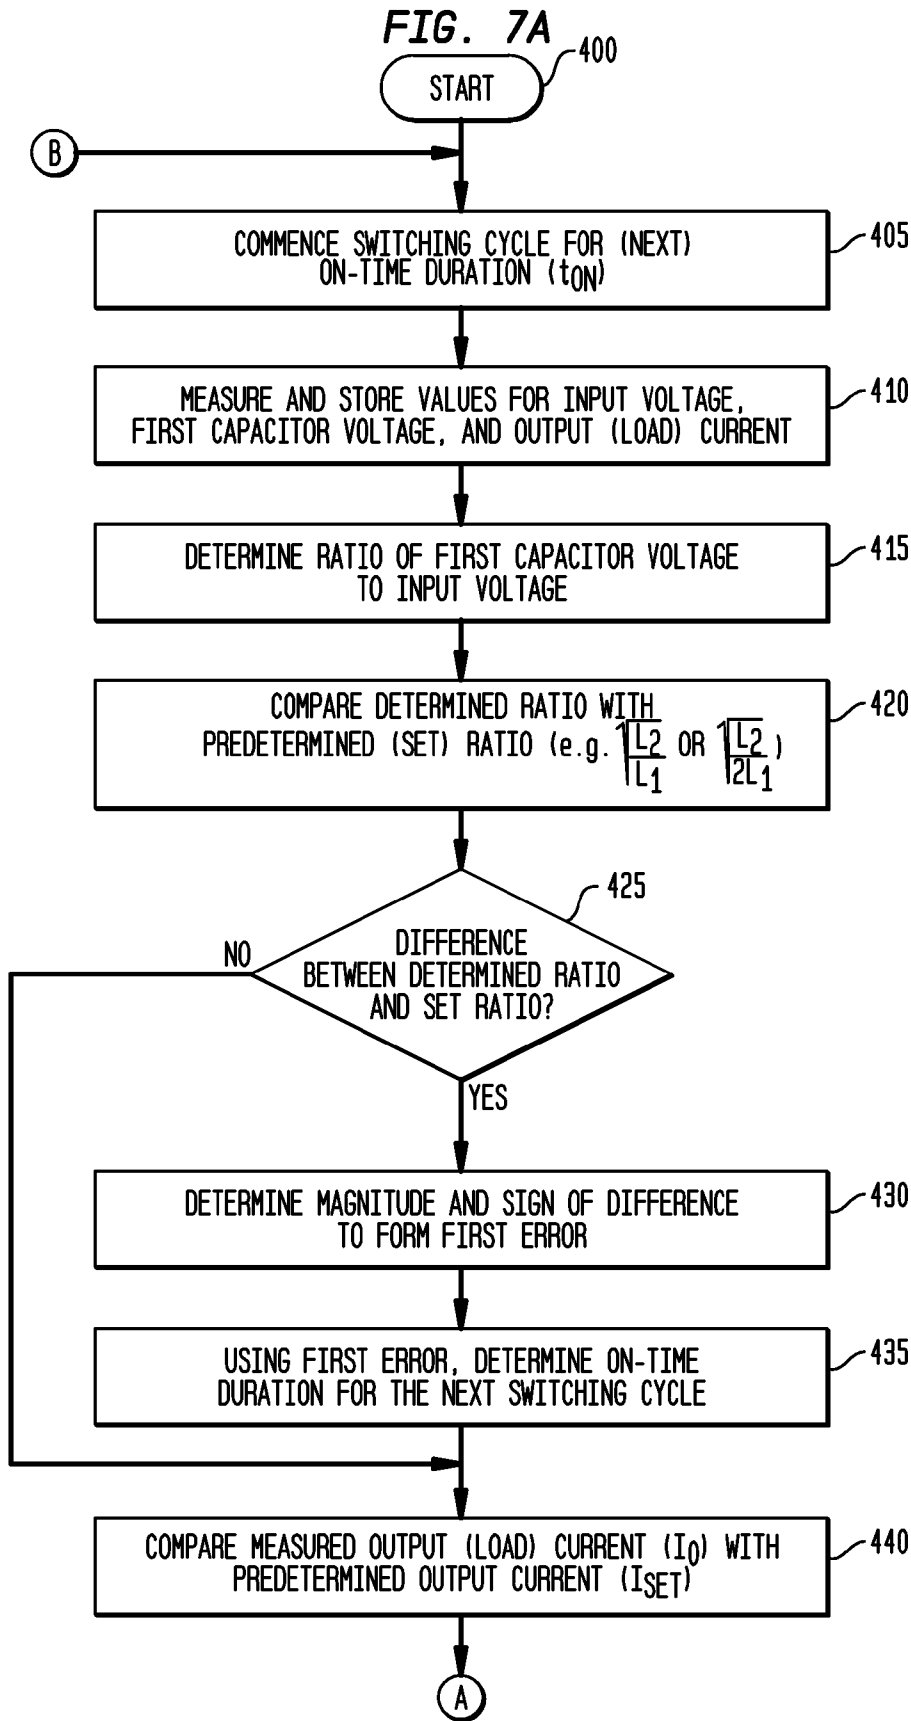 FIG. 7A
400
START
B
COMMENCE SWITCHING CYCLE FOR (NEXT)
ON-TIME DURATION (tON)
405
MEASURE AND STORE VALUES FOR INPUT VOLTAGE,
FIRST CAPACITOR VOLTAGE, AND OUTPUT (LOAD) CURRENT
410
DETERMINE RATIO OF FIRST CAPACITOR VOLTAGE
TO INPUT VOLTAGE
415
COMPARE DETERMINED RATIO WITH
PREDETERMINED (SET) RATIO (e.g. √(L2/L1) OR √(L2/2L1))
420
425
DIFFERENCE
BETWEEN DETERMINED RATIO
AND SET RATIO?
NO
YES
DETERMINE MAGNITUDE AND SIGN OF DIFFERENCE
TO FORM FIRST ERROR
430
USING FIRST ERROR, DETERMINE ON-TIME
DURATION FOR THE NEXT SWITCHING CYCLE
435
COMPARE MEASURED OUTPUT (LOAD) CURRENT (I0) WITH
PREDETERMINED OUTPUT CURRENT (ISET)
440
A